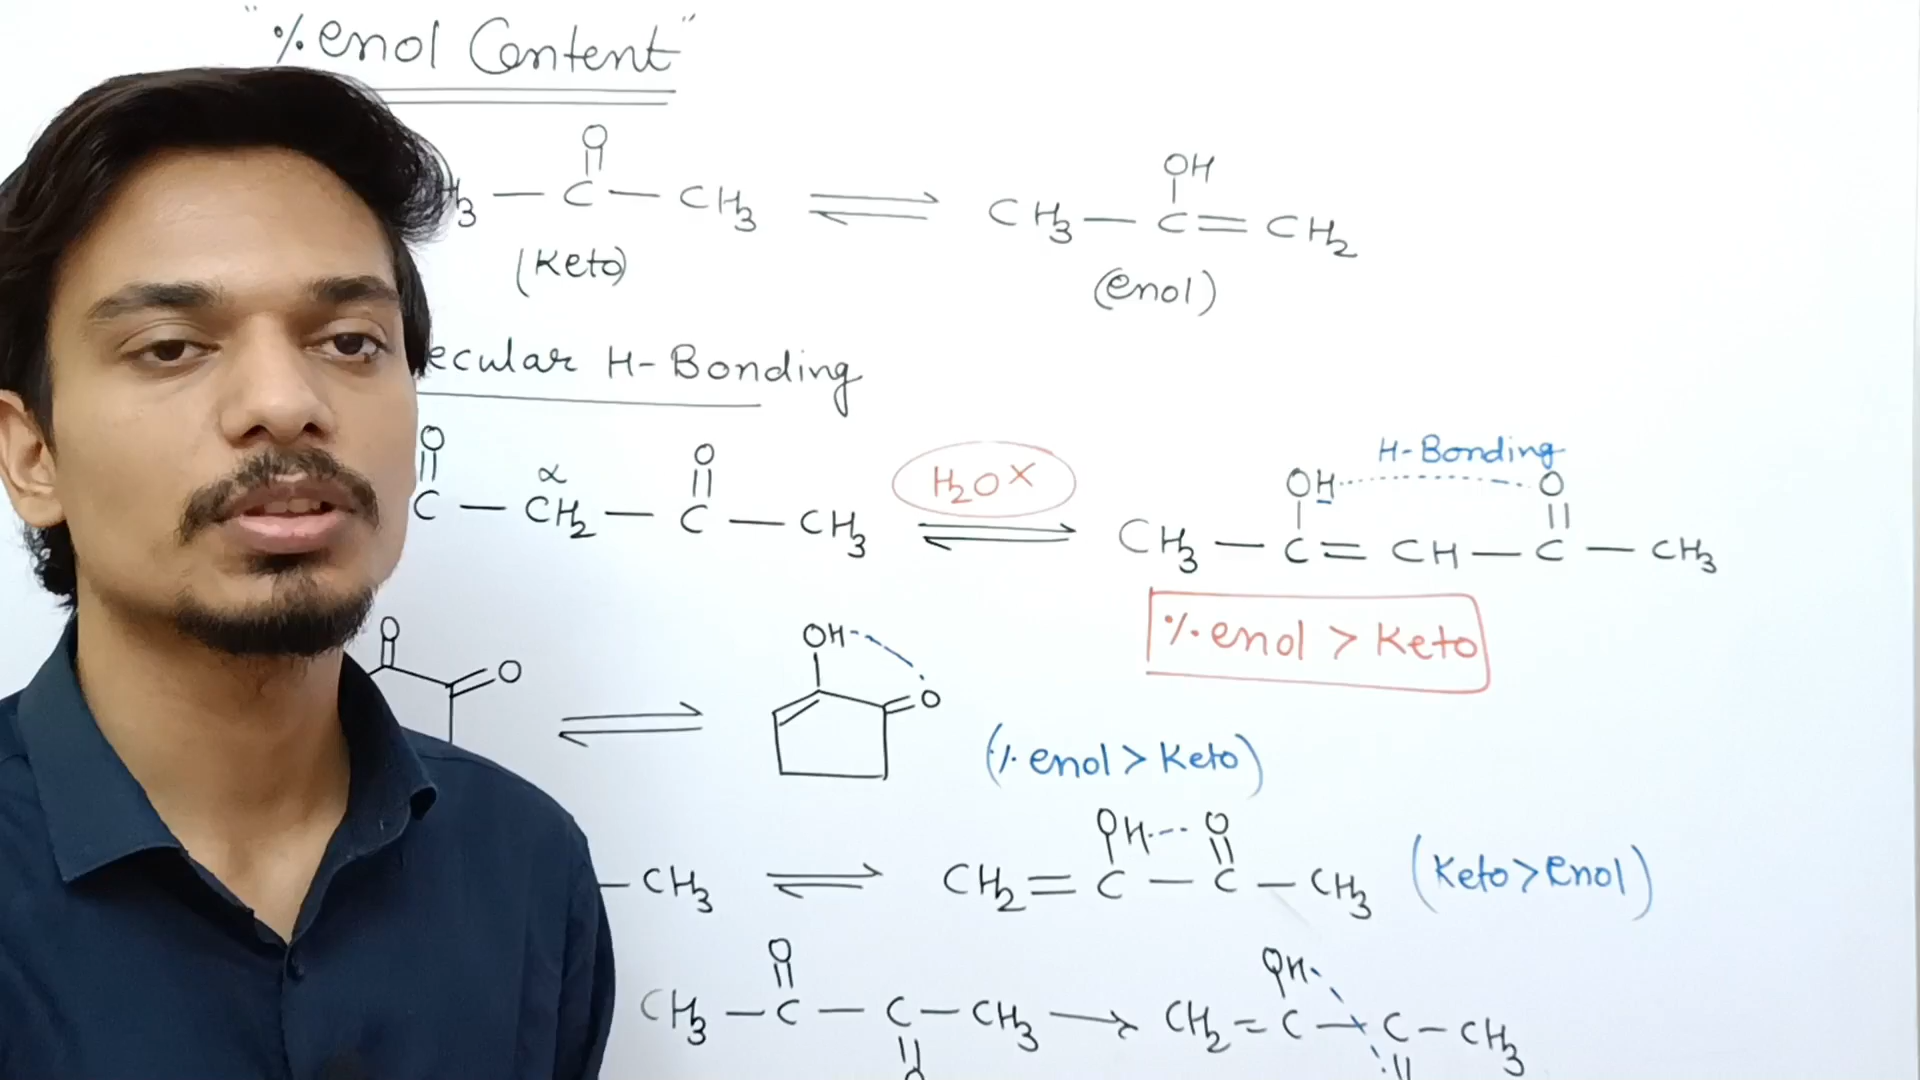 "% enol Content"
O
H3 — C — CH3 ⇌ CH3 — C = CH2
OH
(Keto)
(enol)
ecular H-Bonding
O α O
C — CH2 — C — CH3
H2O X
⇌
H-Bonding
OH O
CH3 — C = CH — C — CH3
% enol > Keto
O O
⇌
OH O
(% enol > Keto)
OH O
— CH3 ⇌ CH2 = C — C — CH3
(Keto > Enol)
O OH
CH3 — C — C — CH3 → CH2 = C — C — CH3
O